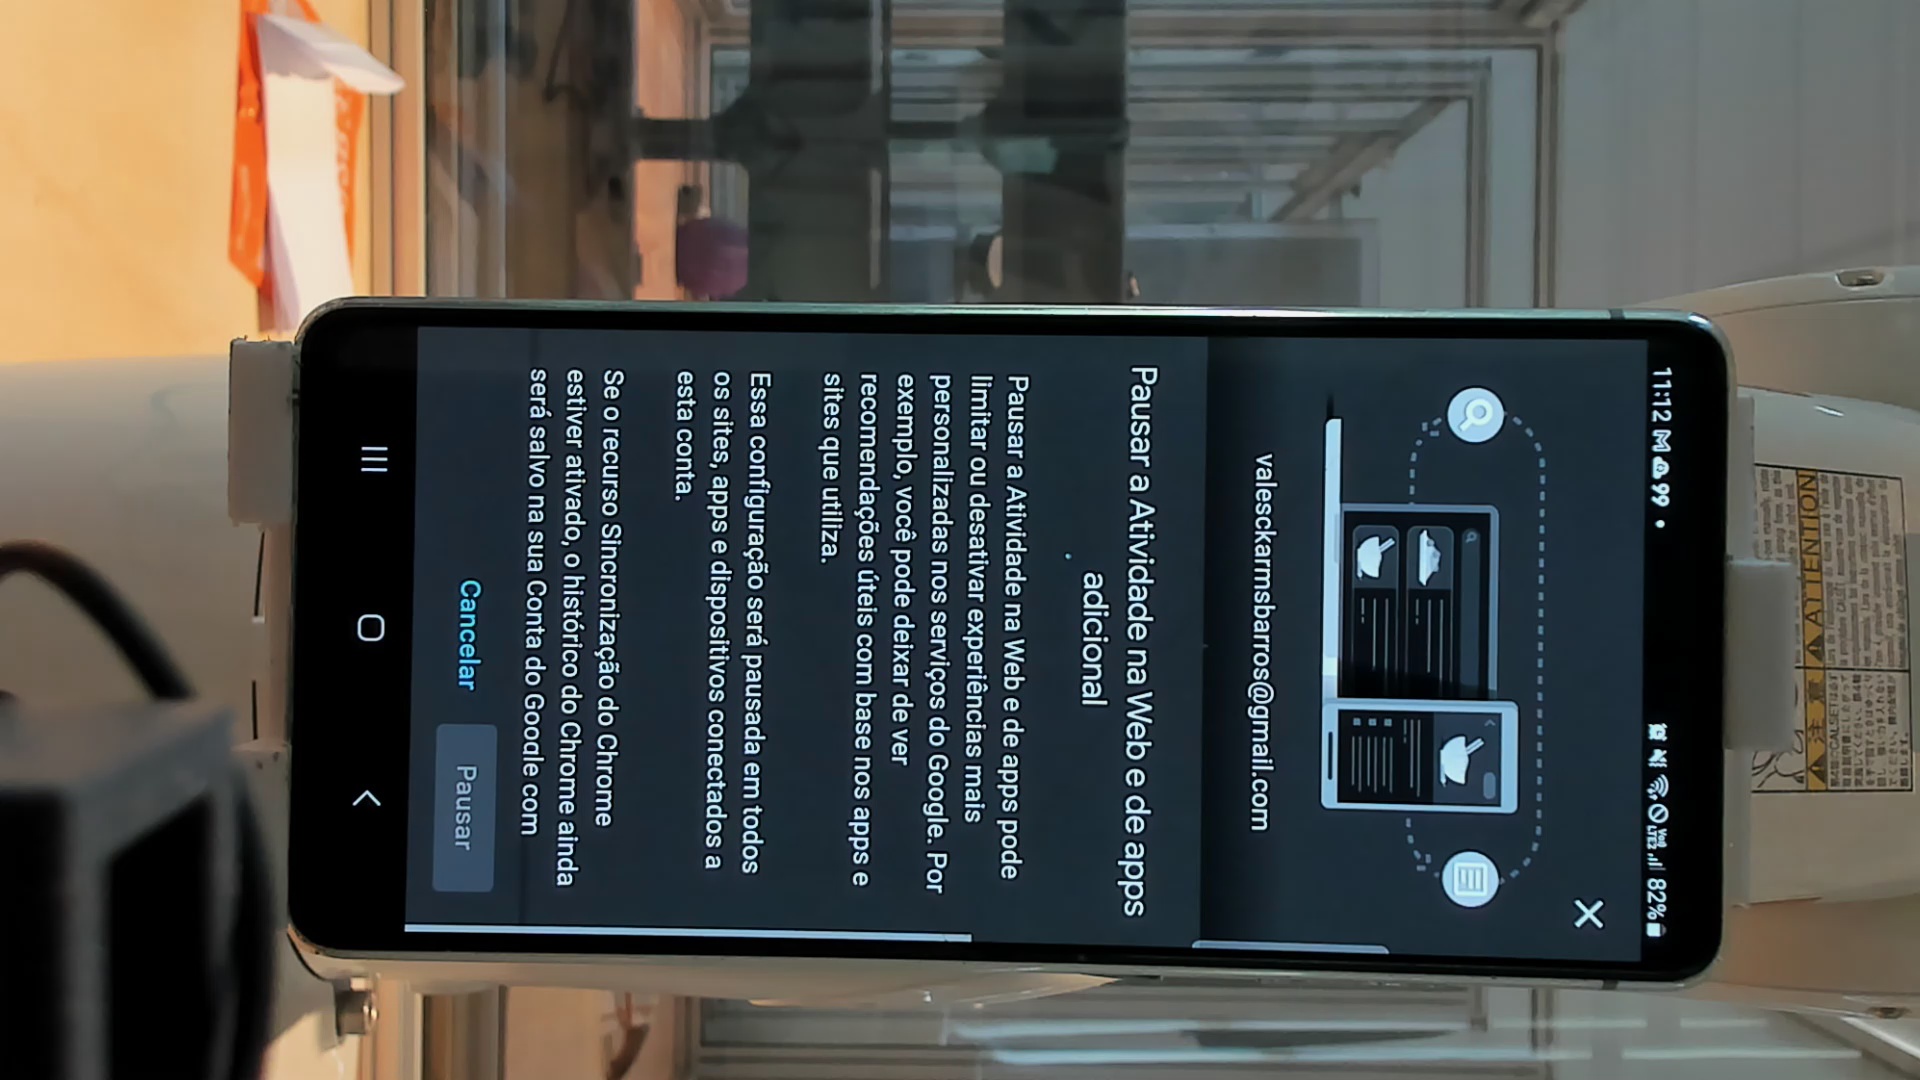 11:12 99 • VoD LTE2 82%
valesckarmsbarros@gmail.com
Pausar a Atividade na Web e de apps
adicional
Pausar a Atividade na Web e de apps pode
limitar ou desativar experiências mais
personalizadas nos serviços do Google. Por
exemplo, você pode deixar de ver
recomendações úteis com base nos apps e
sites que utiliza.
Essa configuração será pausada em todos
os sites, apps e dispositivos conectados a
esta conta.
Se o recurso Sincronização do Chrome
estiver ativado, o histórico do Chrome ainda
será salvo na sua Conta do Google com
Cancelar Pausar
注意 ATTENTION